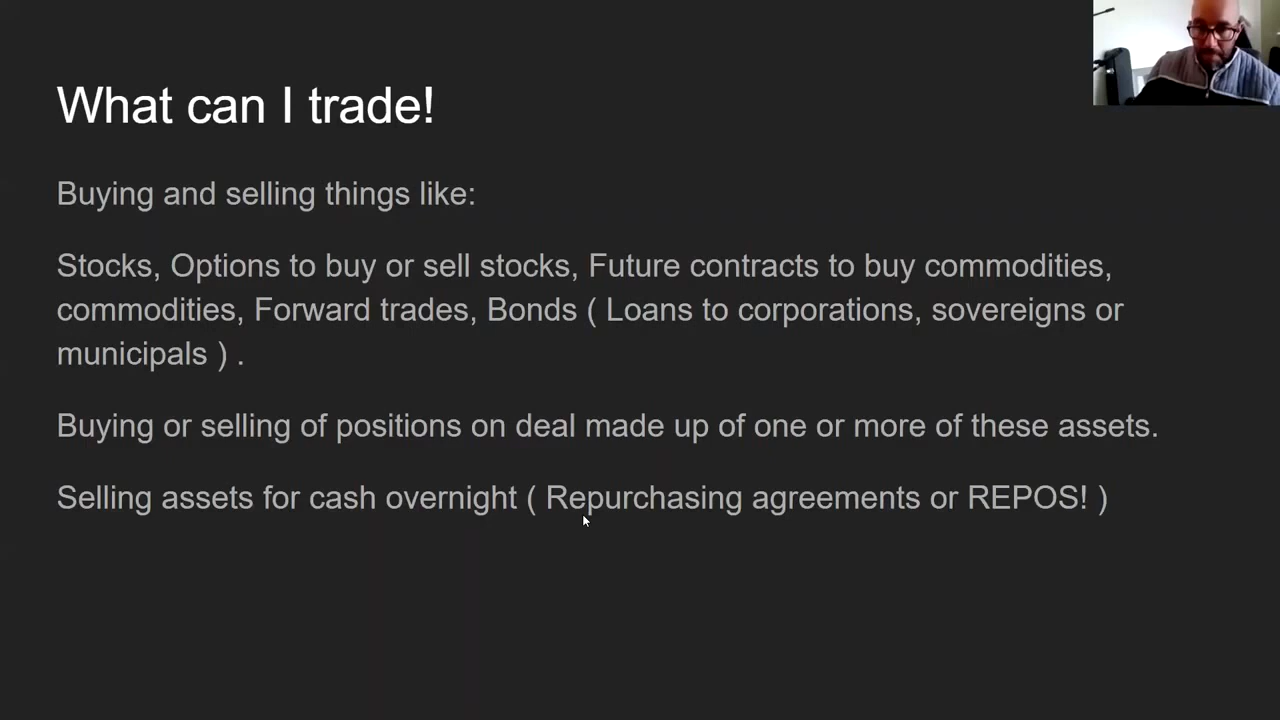 What can I trade!
Buying and selling things like:
Stocks, Options to buy or sell stocks, Future contracts to buy commodities,
commodities, Forward trades, Bonds ( Loans to corporations, sovereigns or
municipals ) .
Buying or selling of positions on deal made up of one or more of these assets.
Selling assets for cash overnight ( Repurchasing agreements or REPOS! )